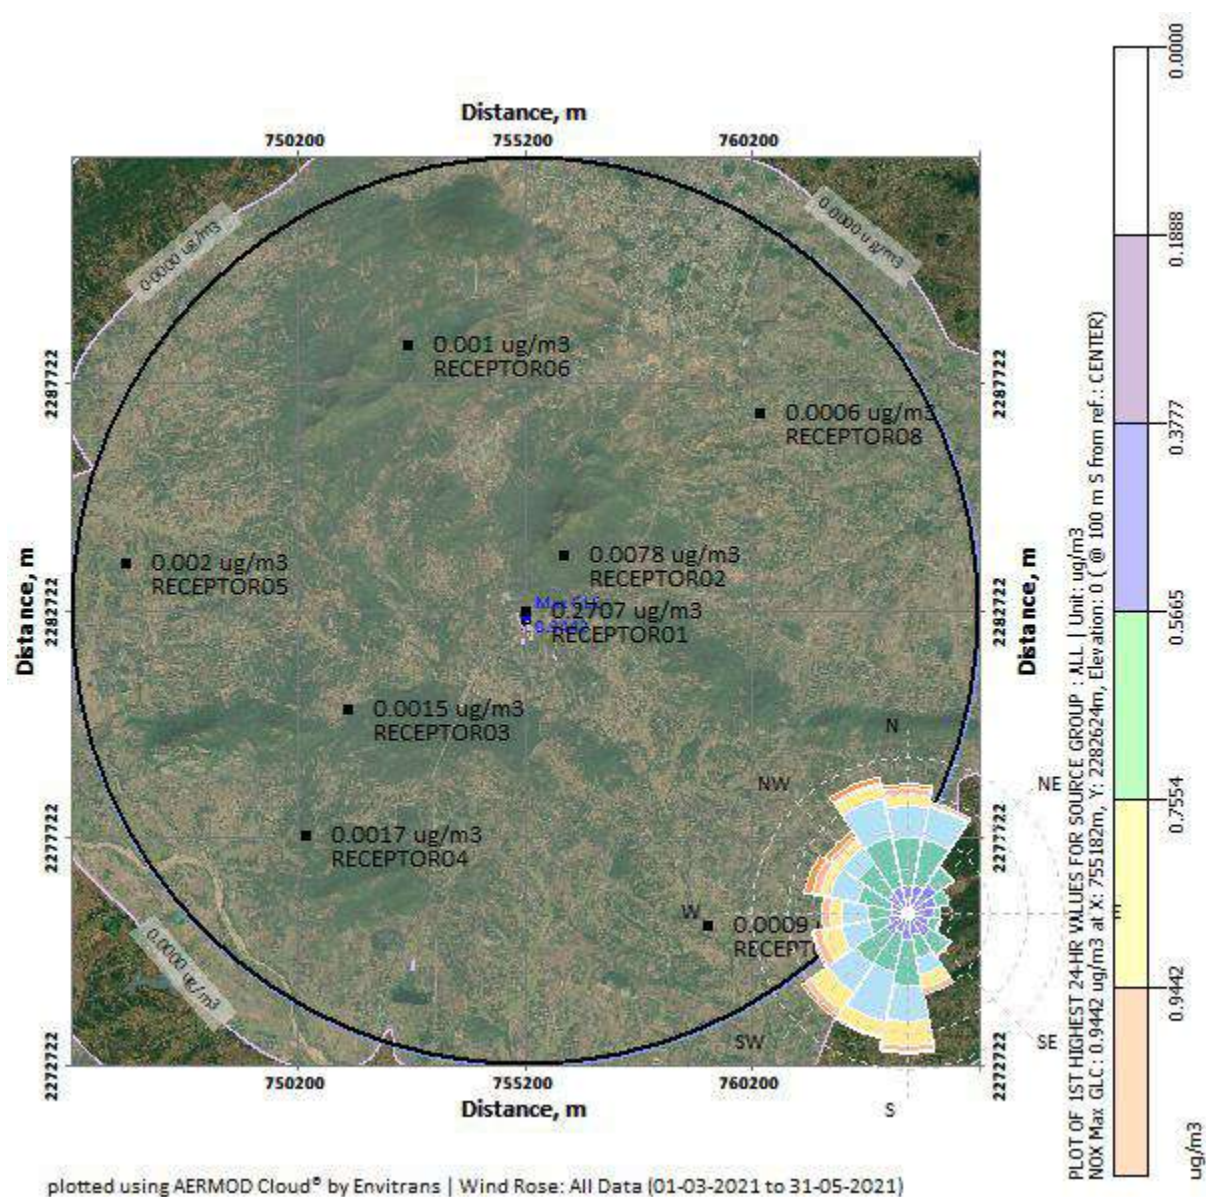 Distance, m
750200 755200 760200
0.0000 ug/m3
0.0000 ug/m3
2287722
2287722
0.001 ug/m3
RECEPTOR06
0.0006 ug/m3
RECEPTOR08
0.002 ug/m3
RECEPTOR05
0.0078 ug/m3
RECEPTOR02
Distance, m
Distance, m
2282722
2282722
Max GLC
0.2707 ug/m3
RECEPTOR01
0.0015 ug/m3
RECEPTOR03
0.0017 ug/m3
RECEPTOR04
2277722
2277722
0.0009
RECEPT
0.0000 ug/m3
N
NE
NW
W
E
SW
SE
S
2272722
2272722
750200 755200 760200
Distance, m
PLOT OF 1ST HIGHEST 24-HR VALUES FOR SOURCE GROUP : ALL | Unit: ug/m3
NOX Max GLC : 0.9442 ug/m3 at X: 755182m, Y: 2282624m, Elevation: 0 ( @ 100 m S from ref.: CENTER)
0.0000
0.1888
0.3777
0.5665
0.7554
0.9442
ug/m3
plotted using AERMOD Cloud® by Envitrans | Wind Rose: All Data (01-03-2021 to 31-05-2021)